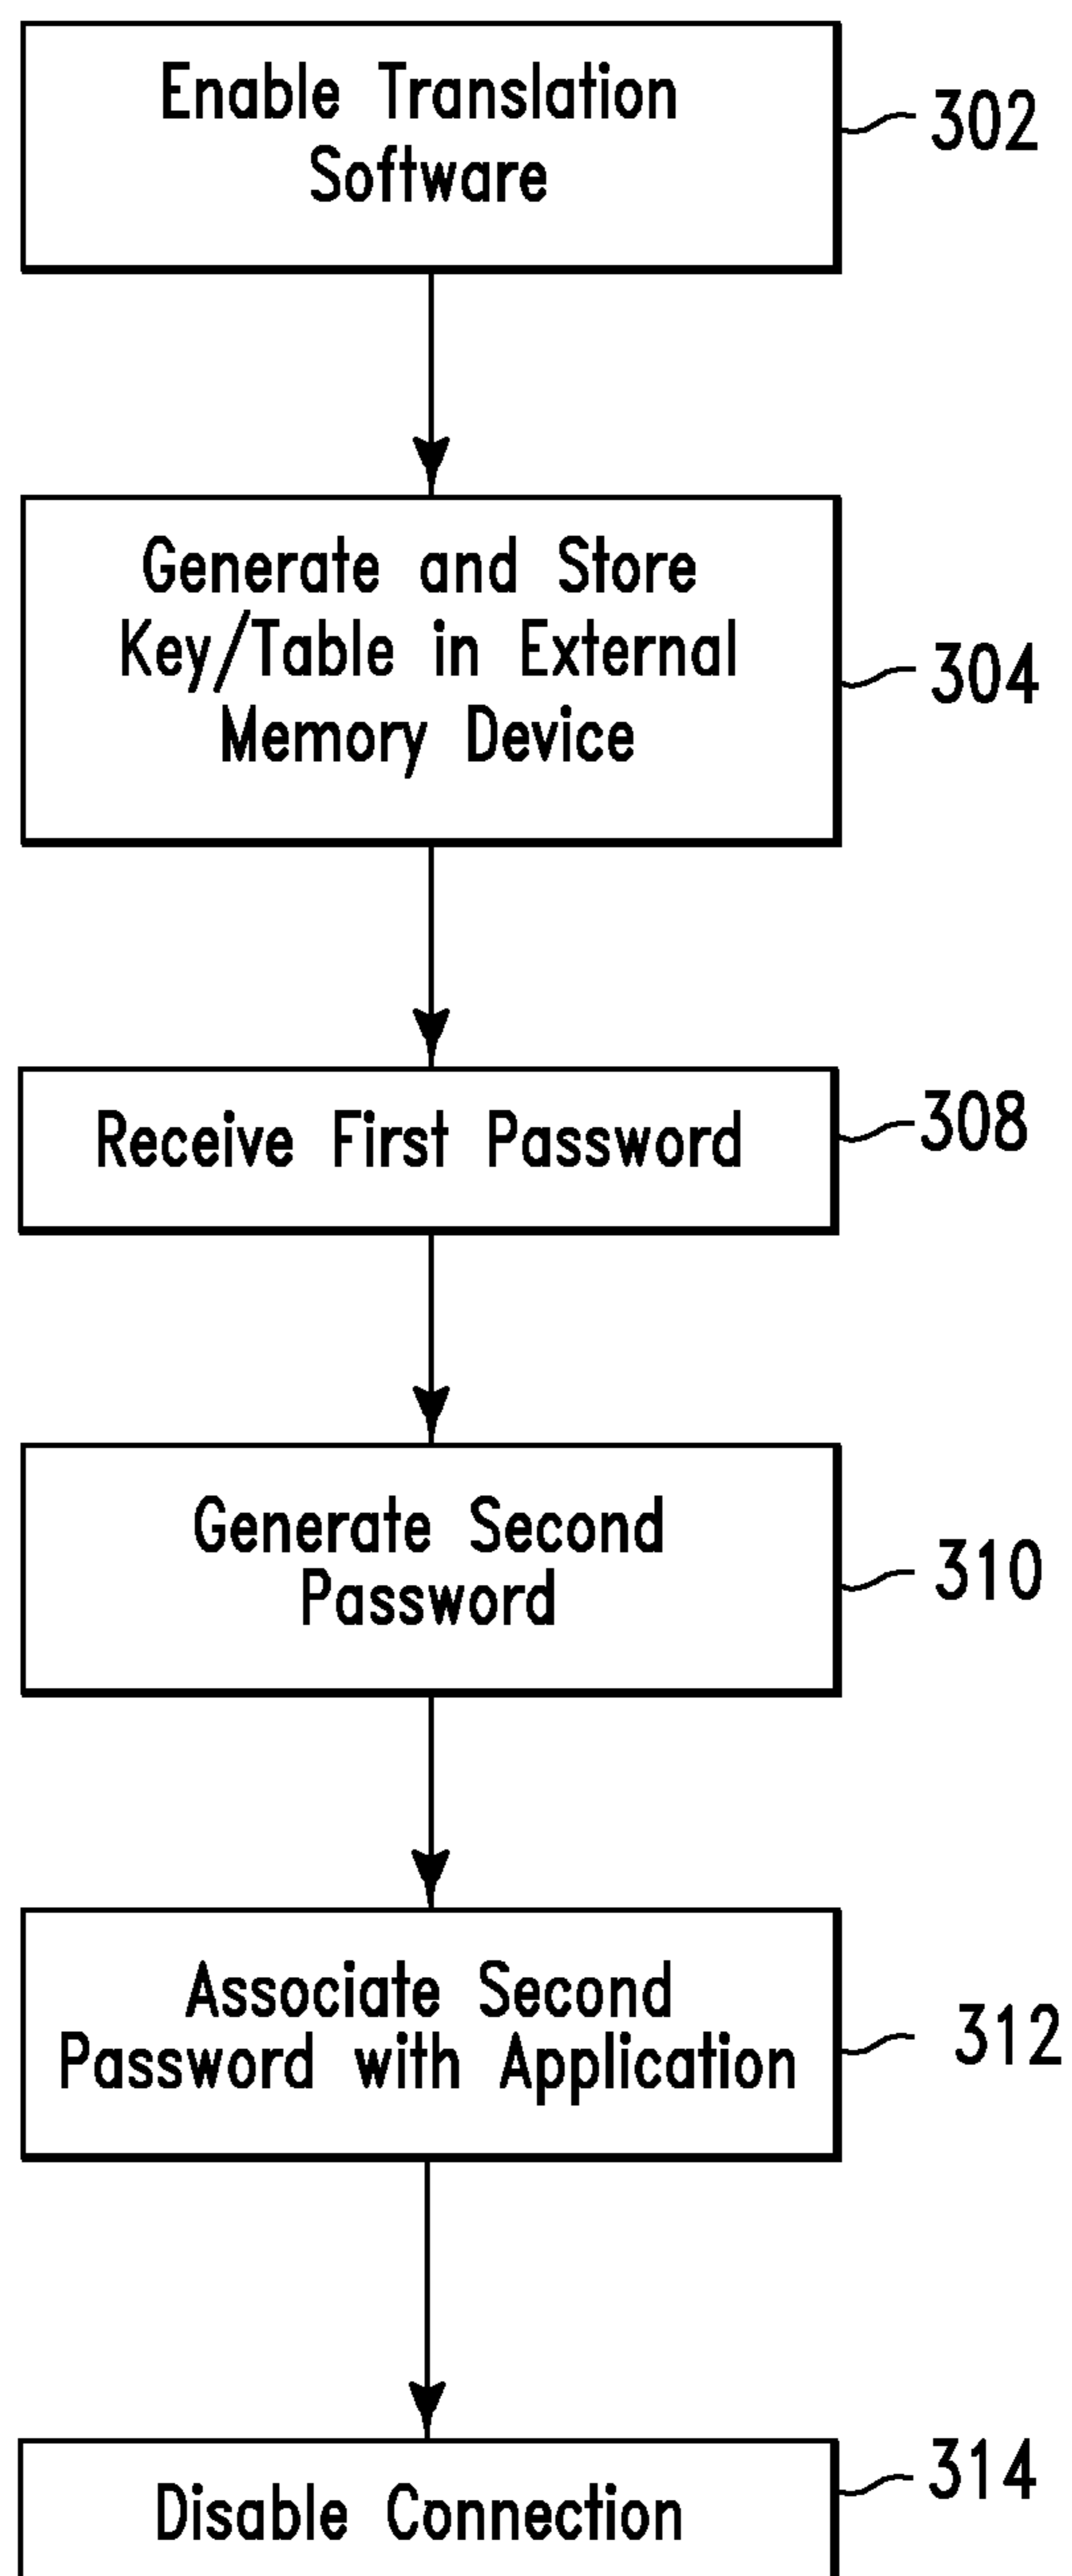 Enable Translation
Software
302
Generate and Store
Key/Table in External
Memory Device
304
Receive First Password
308
Generate Second
Password
310
Associate Second
Password with Application
312
Disable Connection
314